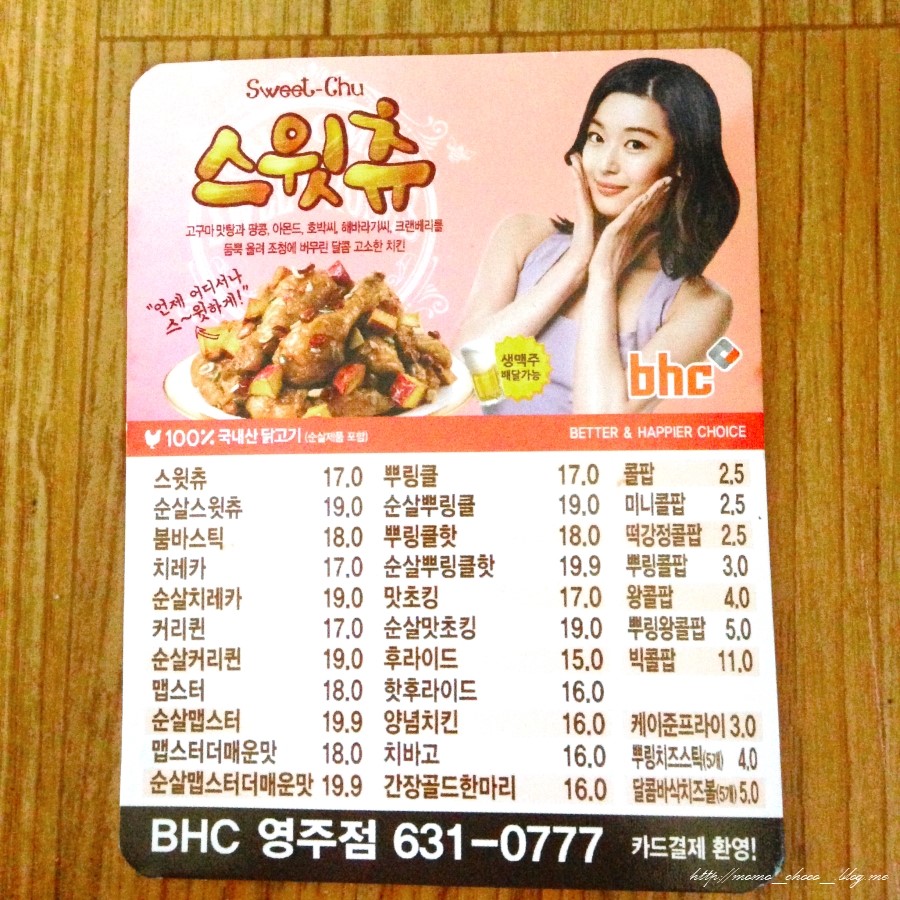 Sweet-Chu
스윗츄
고구마 맛탕과 땅콩, 아몬드, 호박씨, 해바라기씨, 크랜베리를
듬뿍 올려 조청에 버무린 달콤 고소한 치킨
"언제 어디서나
스~윗하게!"
생맥주
배달가능
bhc
100% 국내산 닭고기 (순살제품 포함)
BETTER & HAPPIER CHOICE
스윗츄 17.0
순살스윗츄 19.0
붐바스틱 18.0
치레카 17.0
순살치레카 19.0
커리퀸 17.0
순살커리퀸 19.0
맵스터 18.0
순살맵스터 19.9
맵스터더매운맛 18.0
순살맵스터더매운맛 19.9
뿌링클 17.0
순살뿌링클 19.0
뿌링클핫 18.0
순살뿌링클핫 19.9
맛초킹 17.0
순살맛초킹 19.0
후라이드 15.0
핫후라이드 16.0
양념치킨 16.0
치바고 16.0
간장골드한마리 16.0
콜팝 2.5
미니콜팝 2.5
떡강정콜팝 2.5
뿌링콜팝 3.0
왕콜팝 4.0
뿌링왕콜팝 5.0
빅콜팝 11.0
케이준프라이 3.0
뿌링치즈스틱(5개) 4.0
달콤바삭치즈볼(5개) 5.0
BHC 영주점 631-0777
카드결제 환영!
http://momo_choco_.blog.me